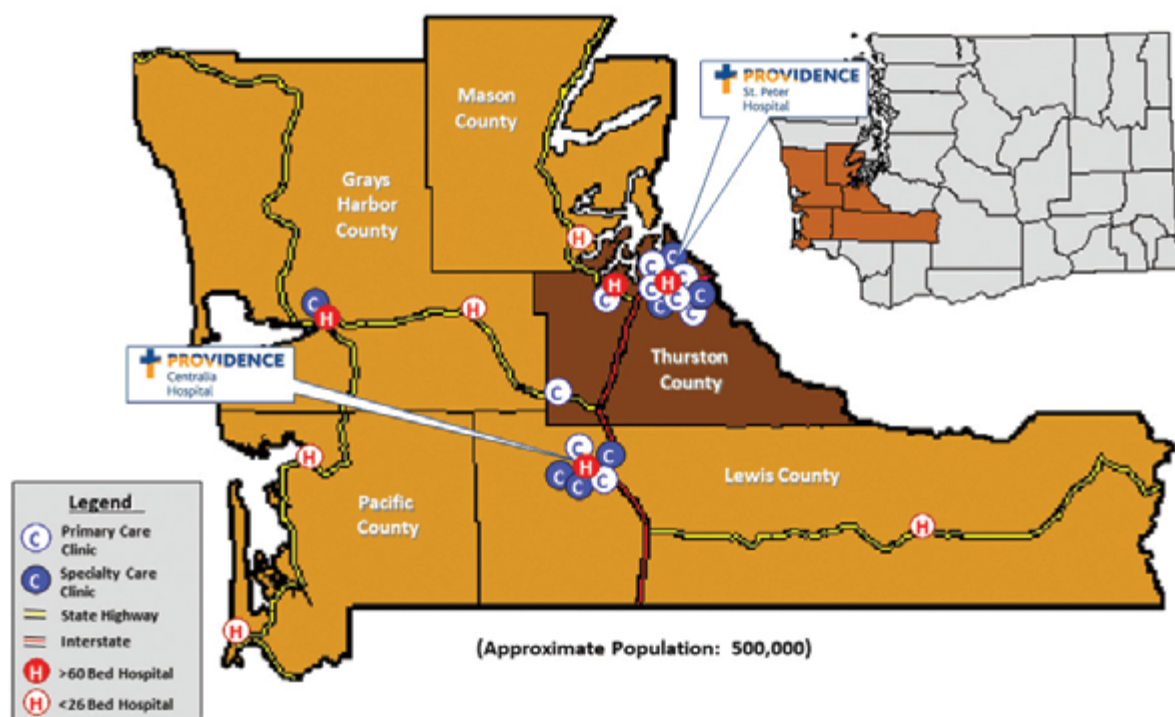 PROVIDENCE
St. Peter
Hospital
Mason
County
Grays
Harbor
County
C
C
C
H
H
C
C
H
C
C
C
C
C
C
H
H
Thurston
County
PROVIDENCE
Centralia
Hospital
C
C
C
H
H
C
C
C
Lewis County
Pacific
County
H
H
Legend
C Primary Care
Clinic
C Specialty Care
Clinic
State Highway
Interstate
H >60 Bed Hospital
H <26 Bed Hospital
(Approximate Population: 500,000)